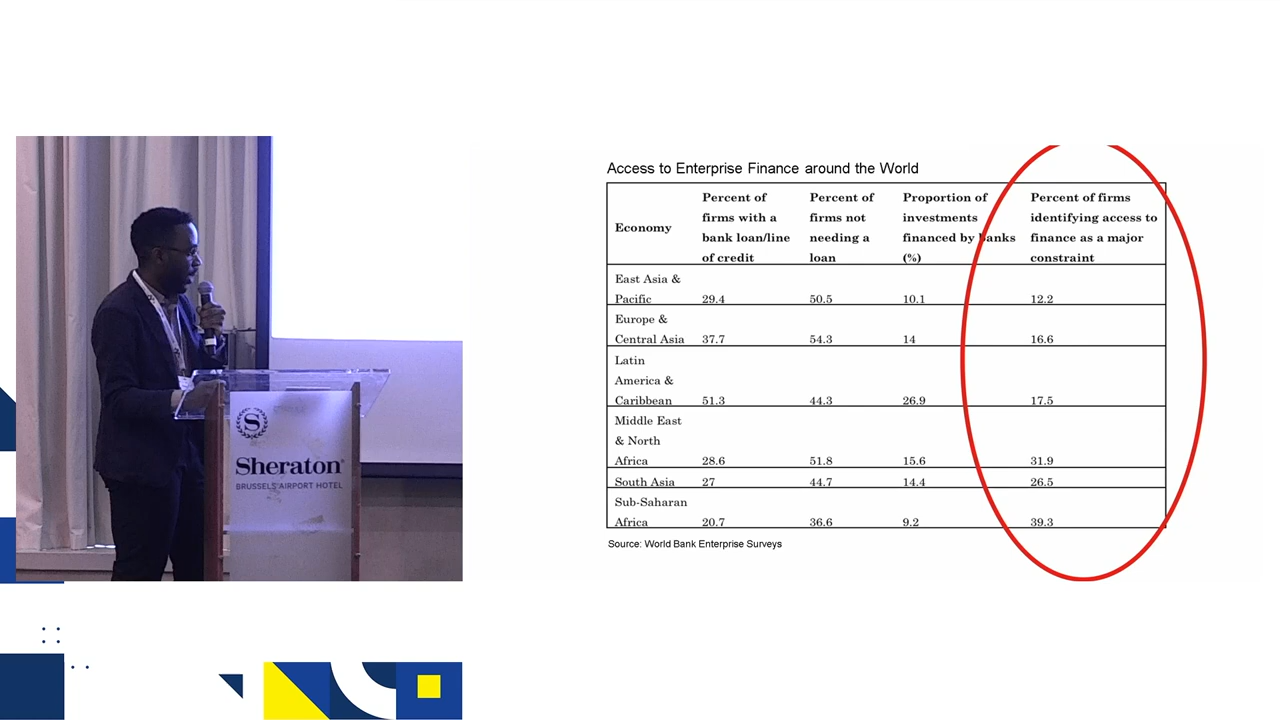 S
Sheraton
BRUSSELS AIRPORT HOTEL
Access to Enterprise Finance around the World
Economy
Percent of
firms with a
bank loan/line
of credit
Percent of
firms not
needing a
loan
Proportion of
investments
financed by banks
(%)
Percent of firms
identifying access to
finance as a major
constraint
East Asia &
Pacific 29.4 50.5 10.1 12.2
Europe &
Central Asia 37.7 54.3 14 16.6
Latin
America &
Caribbean 51.3 44.3 26.9 17.5
Middle East
& North
Africa 28.6 51.8 15.6 31.9
South Asia 27 44.7 14.4 26.5
Sub-Saharan
Africa 20.7 36.6 9.2 39.3
Source: World Bank Enterprise Surveys